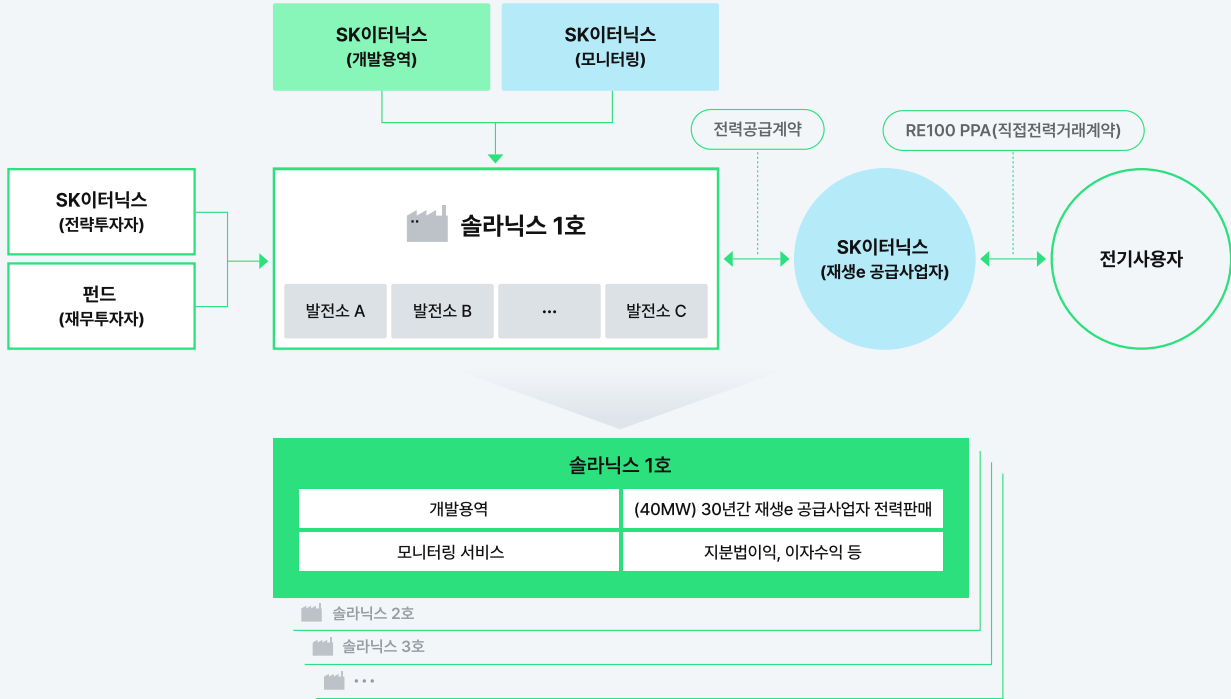 SK이터닉스
(개발용역)
SK이터닉스
(모니터링)
전력공급계약
RE100 PPA(직접전력거래계약)
SK이터닉스
(전략투자자)
펀드
(재무투자자)
솔라닉스 1호
발전소 A
발전소 B
...
발전소 C
SK이터닉스
(재생e 공급사업자)
전기사용자
솔라닉스 1호
개발용역
(40MW) 30년간 재생e 공급사업자 전력판매
모니터링 서비스
지분법이익, 이자수익 등
솔라닉스 2호
솔라닉스 3호
...